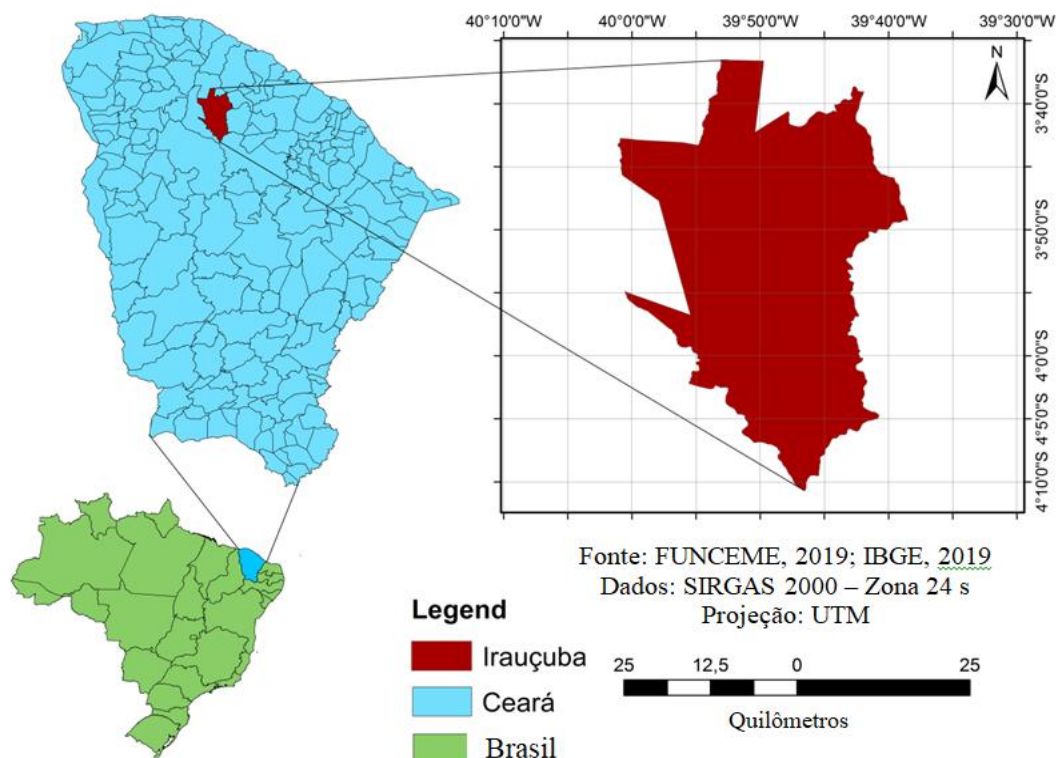 40°10'0"W 40°0'0"W 39°50'0"W 39°40'0"W 39°30'0"W
N
3°40'0"S
3°50'0"S
4°0'0"S
4°5'0"S
4°10'0"S
Fonte: FUNCEME, 2019; IBGE, 2019
Dados: SIRGAS 2000 – Zona 24 s
Projeção: UTM
Legend
Irauçuba
Ceará
Brasil
25 12,5 0 25
Quilômetros